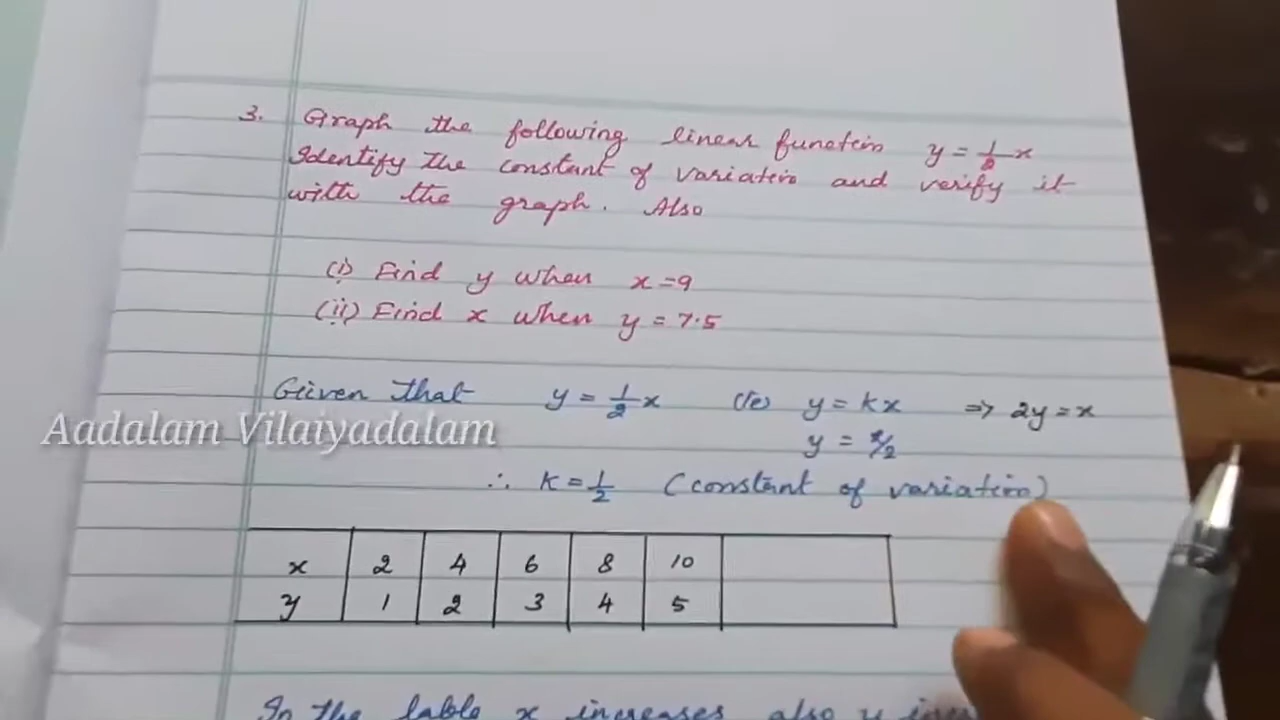 3. Graph the following linear function y = 1/2 x
Identify the constant of variation and verify it
with the graph. Also
(i) Find y when x = 9
(ii) Find x when y = 7.5
Given that y = 1/2 x (ie) y = kx ⇒ 2y = x
Aadalam Vilaiyadalam
y = x/2
∴ k = 1/2 (constant of variation)
x 2 4 6 8 10
y 1 2 3 4 5
In the table x increases also y